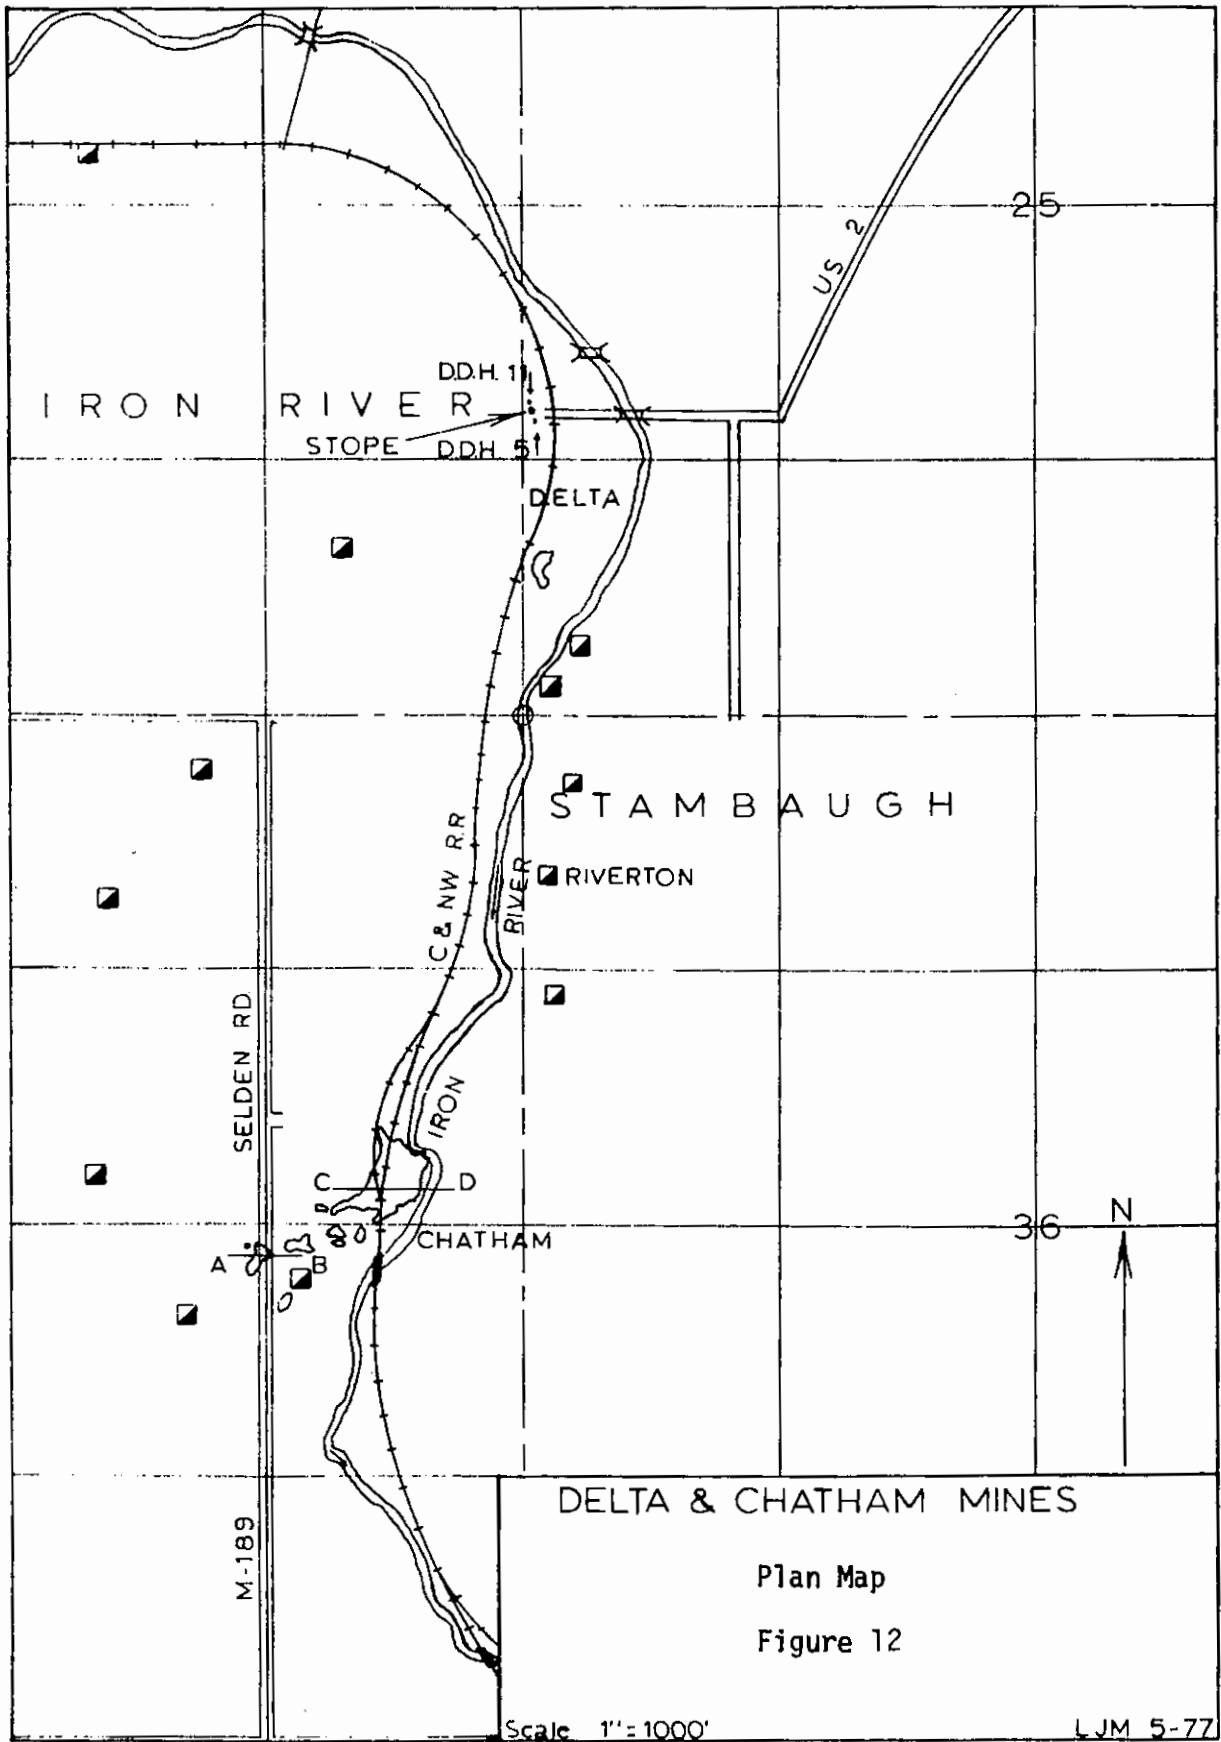 25
US 2
D.D.H. 11
IRON RIVER
STOPE
D.D.H. 5
DELTA
STAMBAUGH
C & NW R.R
RIVER
RIVERTON
SELDEN RD.
IRON
C D
36
N
CHATHAM
A B
M-189
DELTA & CHATHAM MINES
Plan Map
Figure 12
Scale 1"=1000'
LJM 5-77